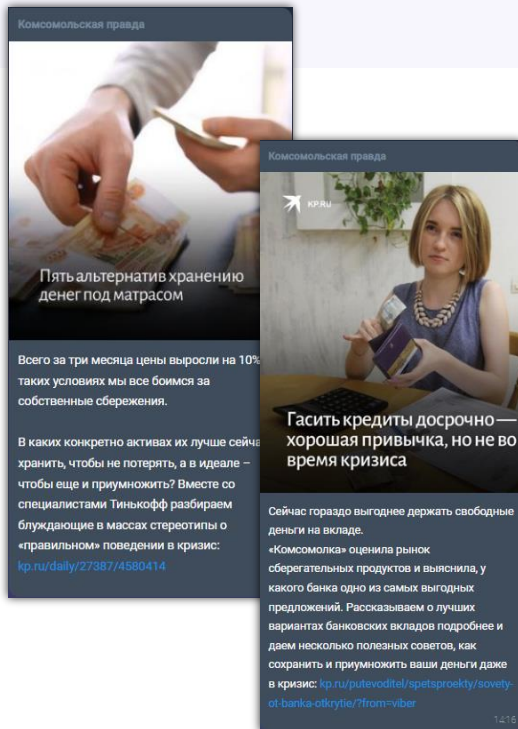 Комсомольская правда
Пять альтернатив хранению
денег под матрасом
Всего за три месяца цены выросли на 10%
таких условиях мы все боимся за
собственные сбережения.
В каких конкретно активах их лучше сейча
хранить, чтобы не потерять, а в идеале –
чтобы еще и приумножить? Вместе со
специалистами Тинькофф разбираем
блуждающие в массах стереотипы о
«правильном» поведении в кризис:
kp.ru/daily/27387/4580414
Комсомольская правда
KP.RU
Гасить кредиты досрочно —
хорошая привычка, но не во
время кризиса
Сейчас гораздо выгоднее держать свободные
деньги на вкладе.
«Комсомолка» оценила рынок
сберегательных продуктов и выяснила, у
какого банка одно из самых выгодных
предложений. Рассказываем о лучших
вариантах банковских вкладов подробнее и
даем несколько полезных советов, как
сохранить и приумножить ваши деньги даже
в кризис: kp.ru/putevoditel/spetsproekty/sovety-
ot-banka-otkrytie/?from=viber
1416